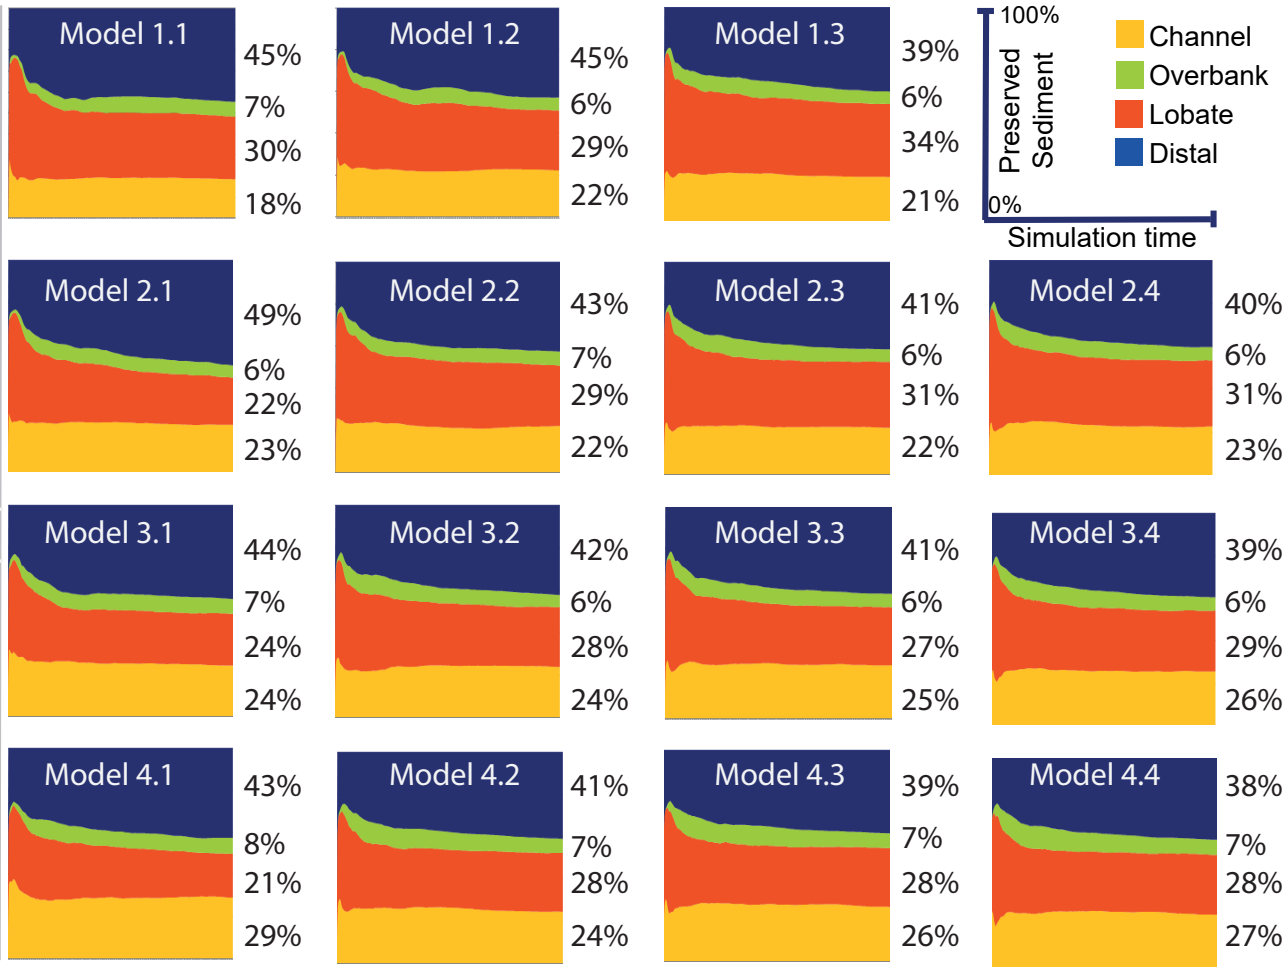 Model 1.1
45%
7%
30%
18%
Model 1.2
45%
6%
29%
22%
Model 1.3
39%
6%
34%
21%
100%
Preserved
Sediment
0%
Simulation time
Channel
Overbank
Lobate
Distal
Model 2.1
49%
6%
22%
23%
Model 2.2
43%
7%
29%
22%
Model 2.3
41%
6%
31%
22%
Model 2.4
40%
6%
31%
23%
Model 3.1
44%
7%
24%
24%
Model 3.2
42%
6%
28%
24%
Model 3.3
41%
6%
27%
25%
Model 3.4
39%
6%
29%
26%
Model 4.1
43%
8%
21%
29%
Model 4.2
41%
7%
28%
24%
Model 4.3
39%
7%
28%
26%
Model 4.4
38%
7%
28%
27%